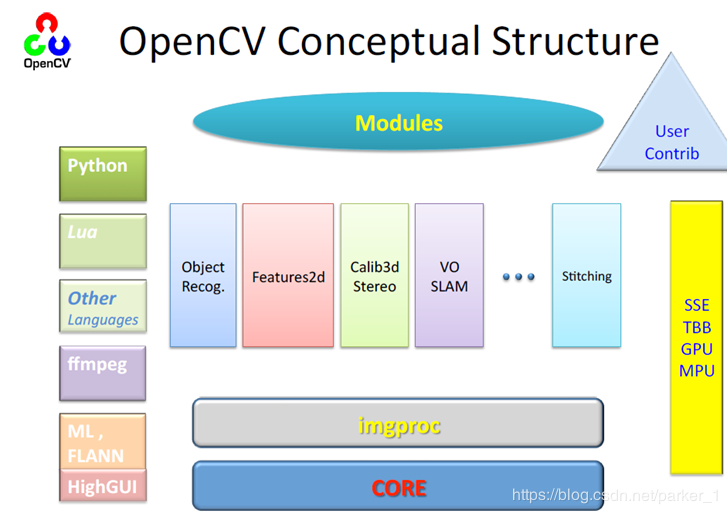 OpenCV
OpenCV Conceptual Structure
Modules
User
Contrib
Python
Lua
Other
Languages
ffmpeg
ML ,
FLANN
HighGUI
Object
Recog.
Features2d
Calib3d
Stereo
VO
SLAM
...
Stitching
SSE
TBB
GPU
MPU
imgproc
CORE
https://blog.csdn.net/parker_1